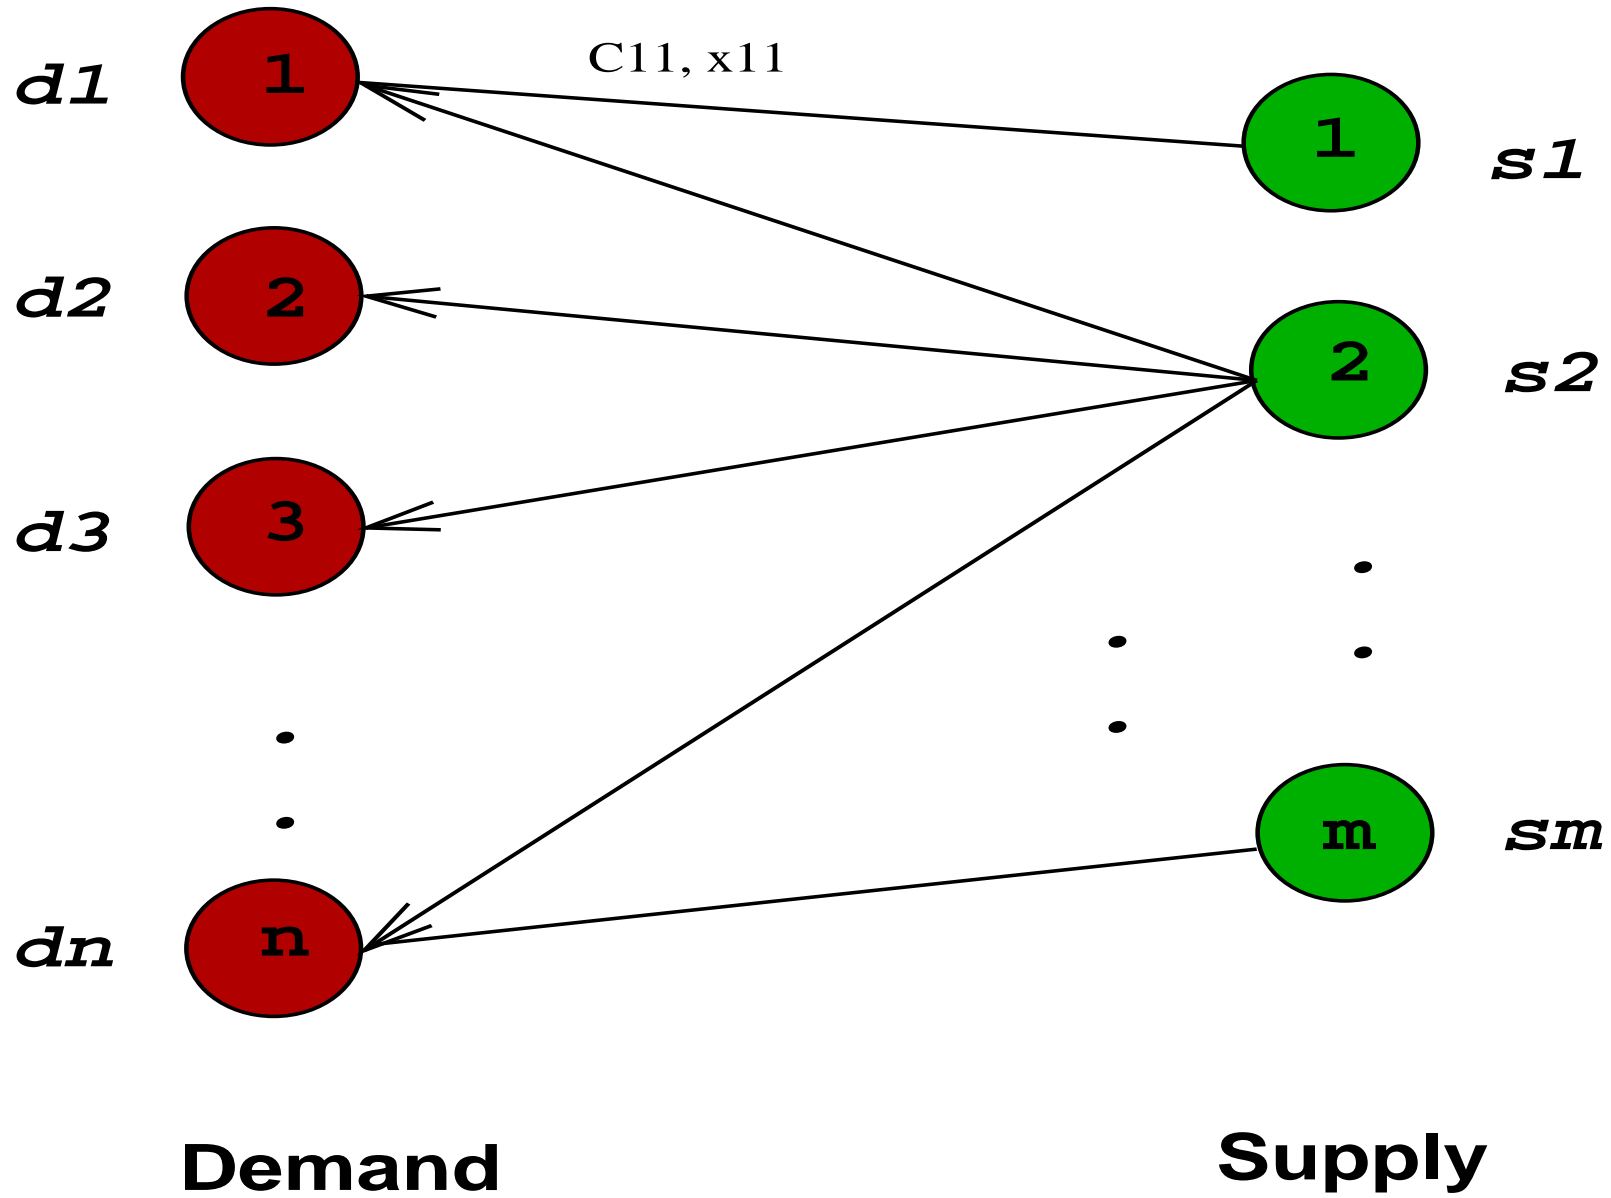 C11, x11
d1 1
1 s1
d2 2
2 s2
d3 3
m sm
dn n
Demand
Supply